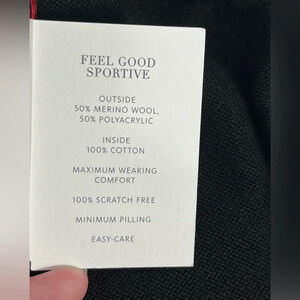 FEEL GOOD
SPORTIVE
OUTSIDE
50% MERINO WOOL,
50% POLYACRYLIC
INSIDE
100% COTTON
MAXIMUM WEARING
COMFORT
100% SCRATCH FREE
MINIMUM PILLING
EASY-CARE